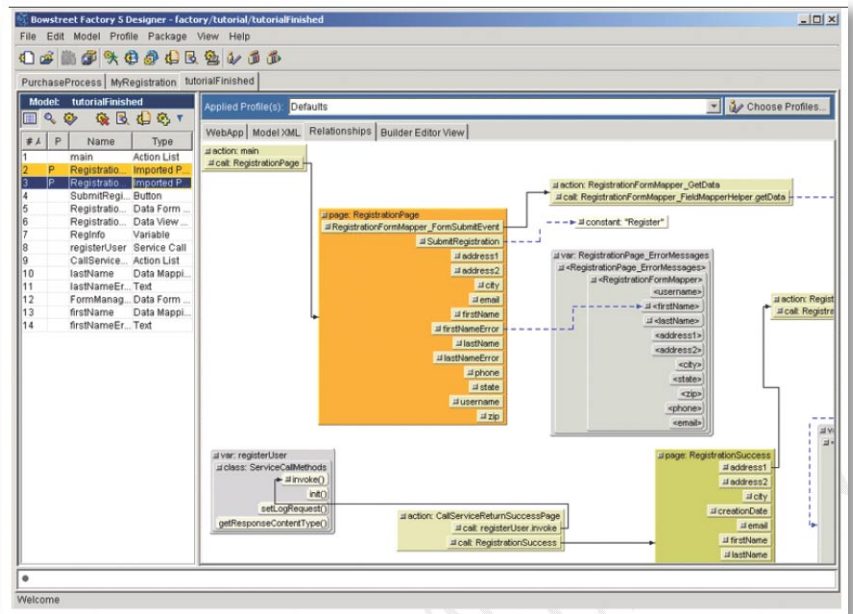 Bowstreet Factory 5 Designer - factory/tutorial/tutorialFinished
File Edit Model Profile Package View Help
PurchaseProcess MyRegistration tutorialFinished
Model: tutorialFinished
# P Name Type
1 main Action List
2 P Registratio... Imported P...
3 P Registratio... Imported P...
4 SubmitRegi... Button
5 Registratio... Data Form ...
6 Registratio... Data View ...
7 RegInfo Variable
8 registerUser Service Call
9 CallService... Action List
10 lastName Data Mappi...
11 lastNameEr... Text
12 FormManag... Data Form ...
13 firstName Data Mappi...
14 firstNameEr... Text
Applied Profile(s): Defaults Choose Profiles...
WebApp Model XML Relationships Builder Editor View
action: main
call: RegistrationPage
page: RegistrationPage
RegistrationFormMapper_FormSubmitEvent
SubmitRegistration
address1
address2
city
email
firstName
firstNameError
lastName
lastNameError
phone
state
username
zip
action: RegistrationFormMapper_GetData
call: RegistrationFormMapper_FieldMapperHelper.getData
constant: "Register"
var: RegistrationPage_ErrorMessages
<RegistrationPage_ErrorMessages>
<RegistrationFormMapper>
<username>
<firstName>
<lastName>
<address1>
<address2>
<city>
<state>
<zip>
<phone>
<email>
action: Regist
call: Registre
var: registerUser
class: ServiceCallMethods
invoke()
init()
setLogRequest()
getResponseContentType()
action: CallServiceReturnSuccessPage
call: registerUser.invoke
call: RegistrationSuccess
page: RegistrationSuccess
address1
address2
city
creationDate
email
firstName
lastName
Welcome